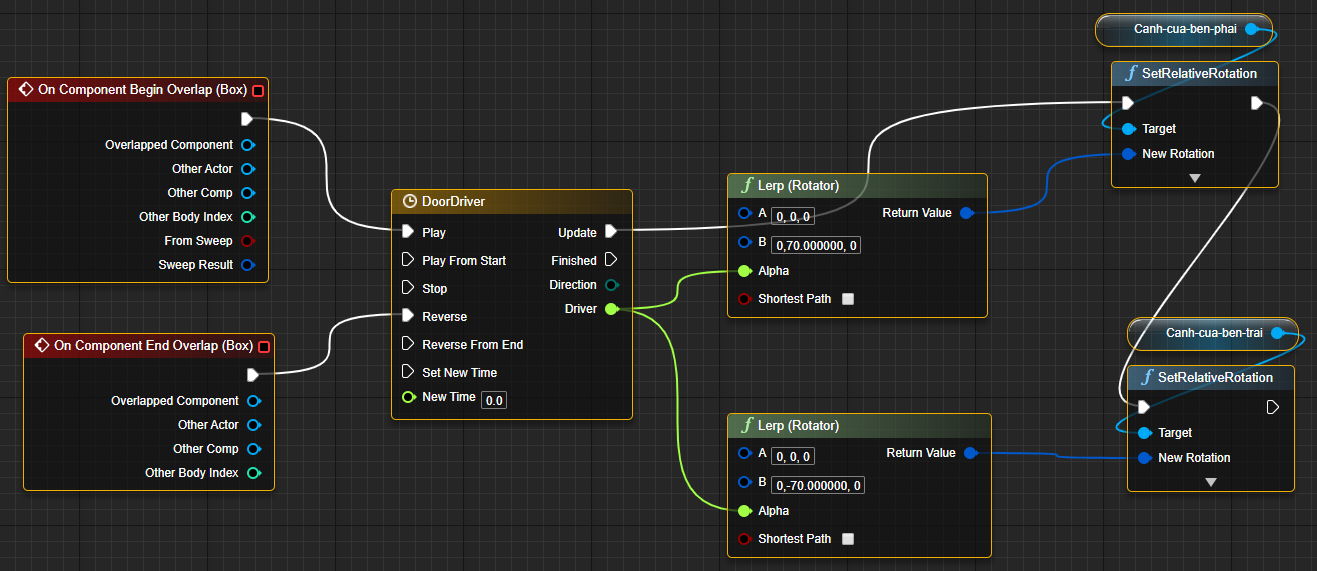 On Component Begin Overlap (Box)
Overlapped Component
Other Actor
Other Comp
Other Body Index
From Sweep
Sweep Result
On Component End Overlap (Box)
Overlapped Component
Other Actor
Other Comp
Other Body Index
DoorDriver
Play
Update
Play From Start
Finished
Stop
Direction
Reverse
Driver
Reverse From End
Set New Time
New Time 0.0
f Lerp (Rotator)
A 0, 0, 0
Return Value
B 0,70.000000, 0
Alpha
Shortest Path
f Lerp (Rotator)
A 0, 0, 0
Return Value
B 0,-70.000000, 0
Alpha
Shortest Path
Canh-cua-ben-phai
f SetRelativeRotation
Target
New Rotation
Canh-cua-ben-trai
f SetRelativeRotation
Target
New Rotation